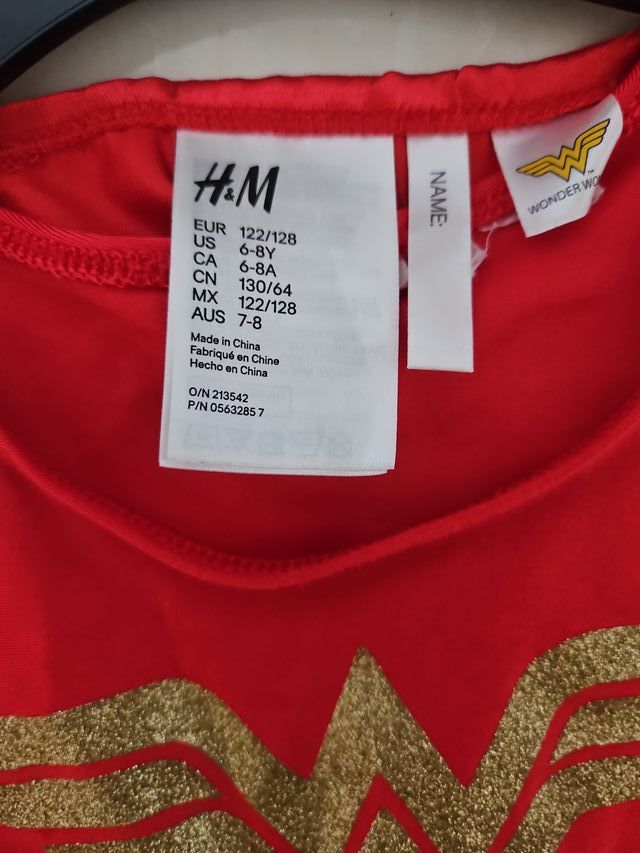 H&M
EUR 122/128
US 6-8Y
CA 6-8A
CN 130/64
MX 122/128
AUS 7-8
Made in China
Fabriqué en Chine
Hecho en China
O/N 213542
P/N 0563285 7
NAME:
W
WONDER WO